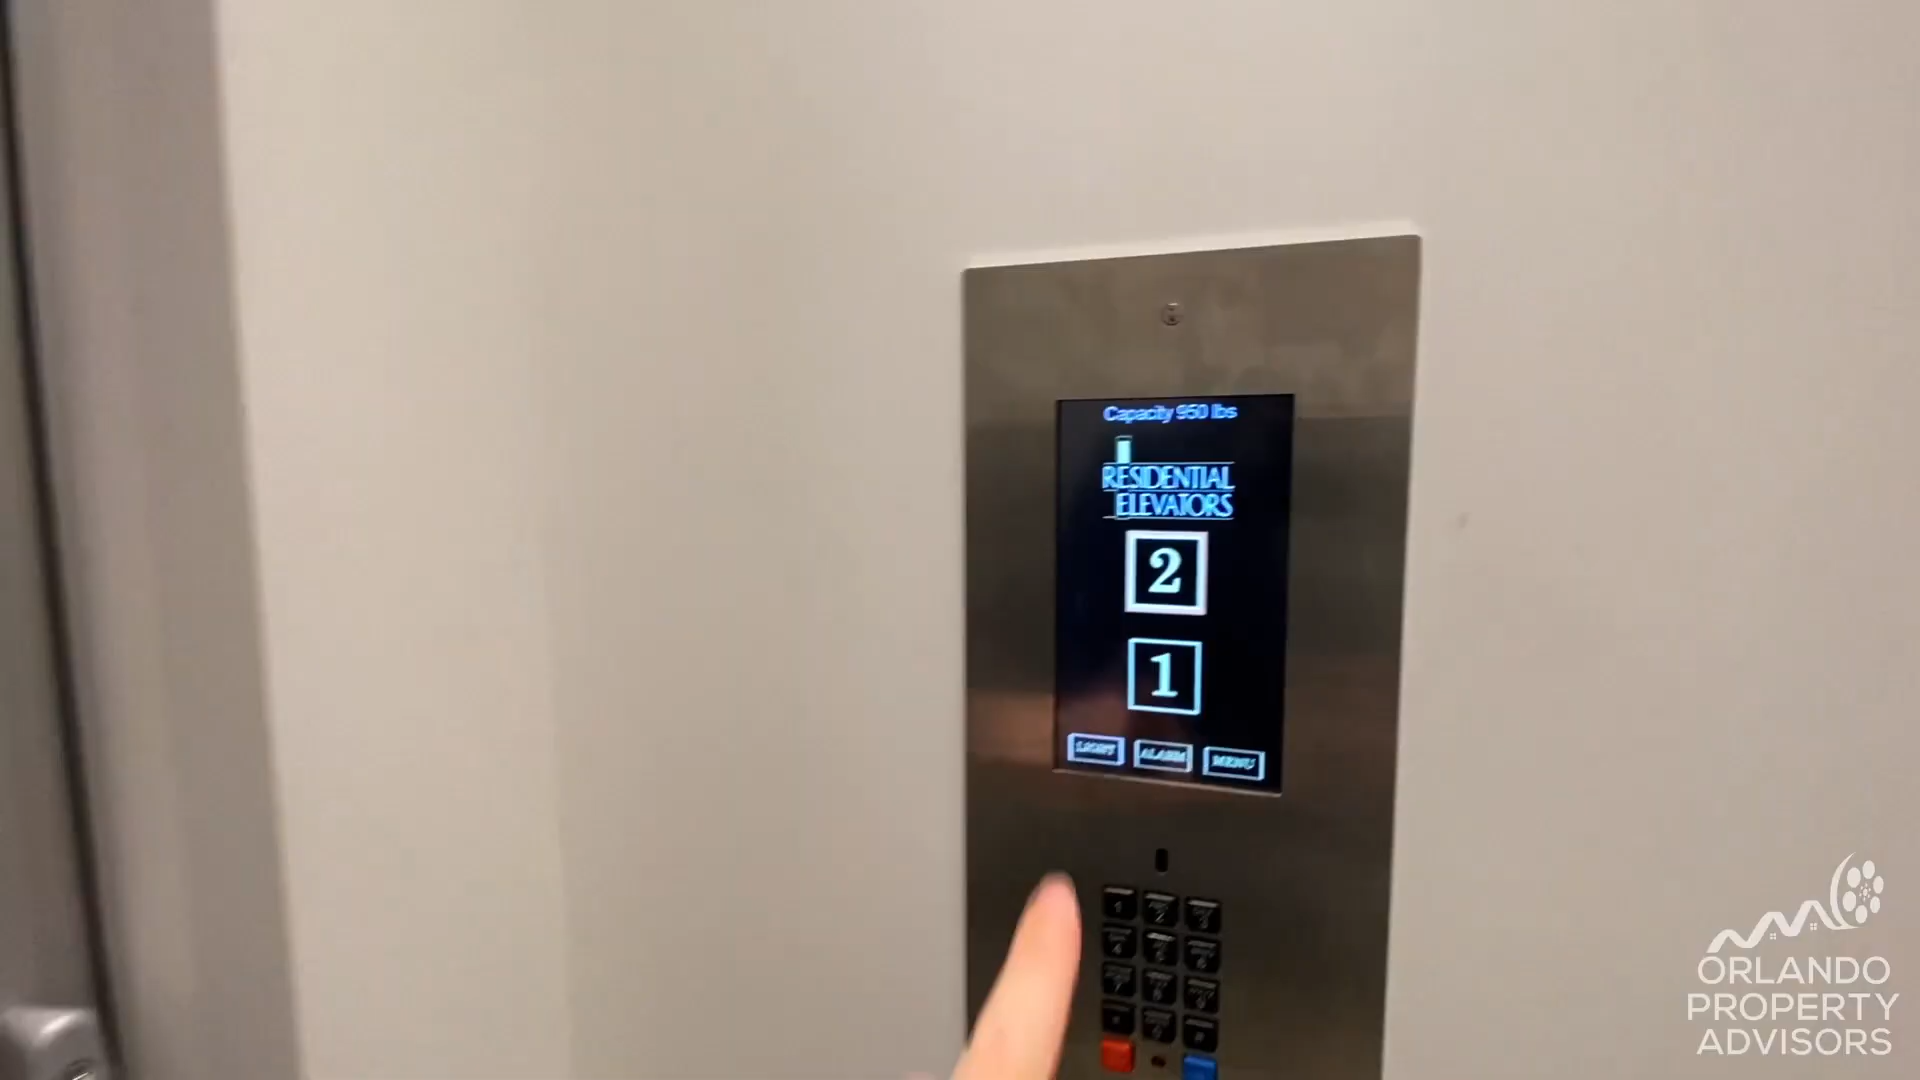 Capacity 950 lbs
RESIDENTIAL
ELEVATORS
2
1
LIGHT ALARM MENU
ORLANDO
PROPERTY
ADVISORS